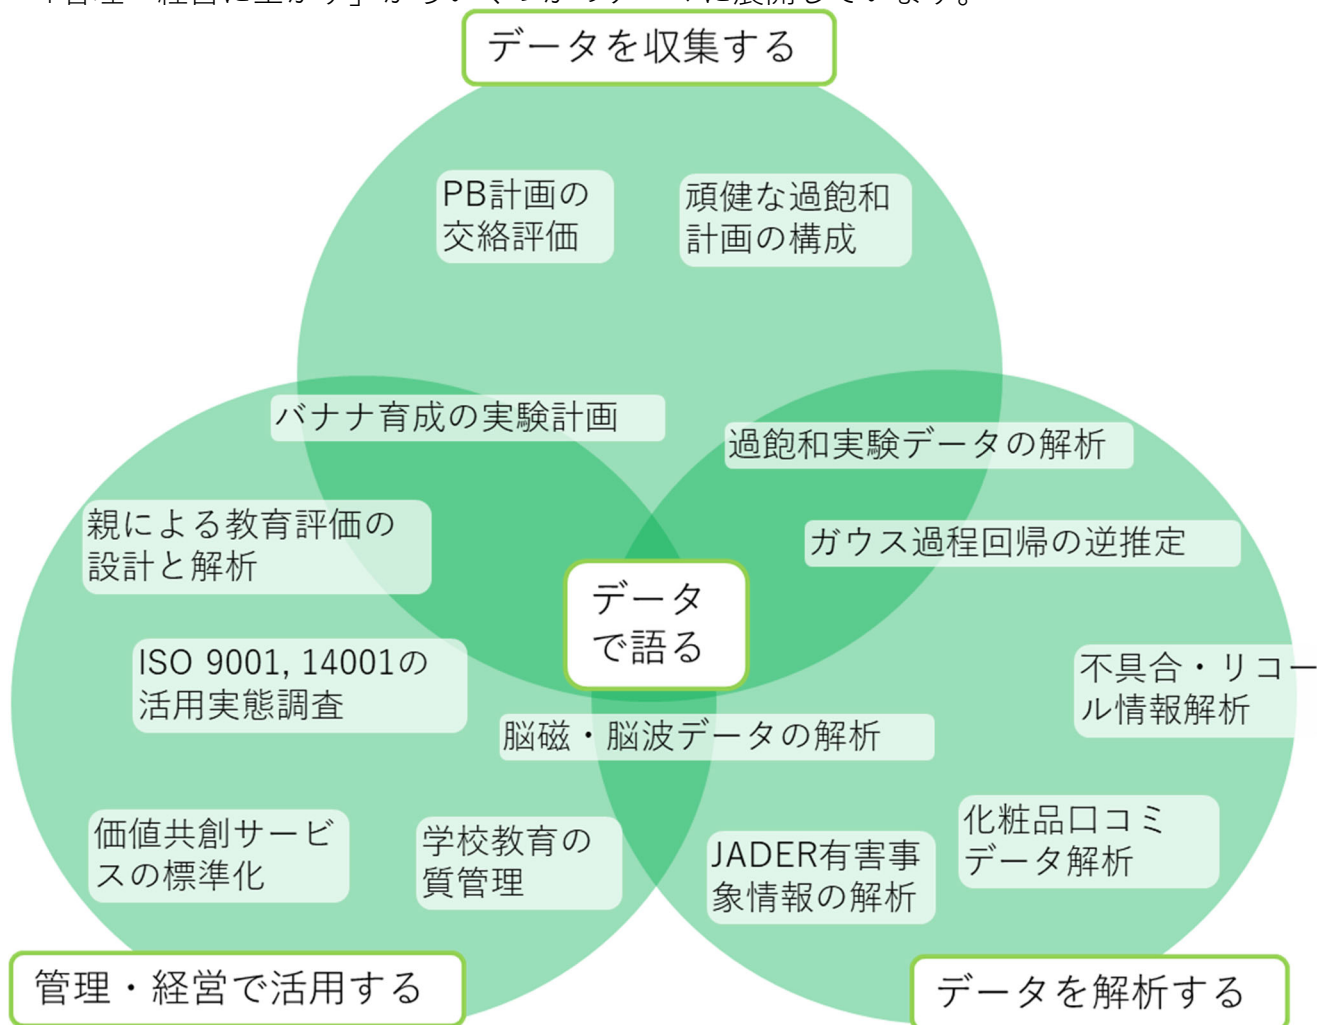 データを収集する
PB計画の
交絡評価
頑健な過飽和
計画の構成
バナナ育成の実験計画
過飽和実験データの解析
親による教育評価の
設計と解析
ガウス過程回帰の逆推定
データ
で語る
ISO 9001, 14001の
活用実態調査
不具合・リコー
ル情報解析
脳磁・脳波データの解析
価値共創サービ
スの標準化
学校教育の
質管理
JADER有害事
象情報の解析
化粧品口コミ
データ解析
管理・経営で活用する
データを解析する